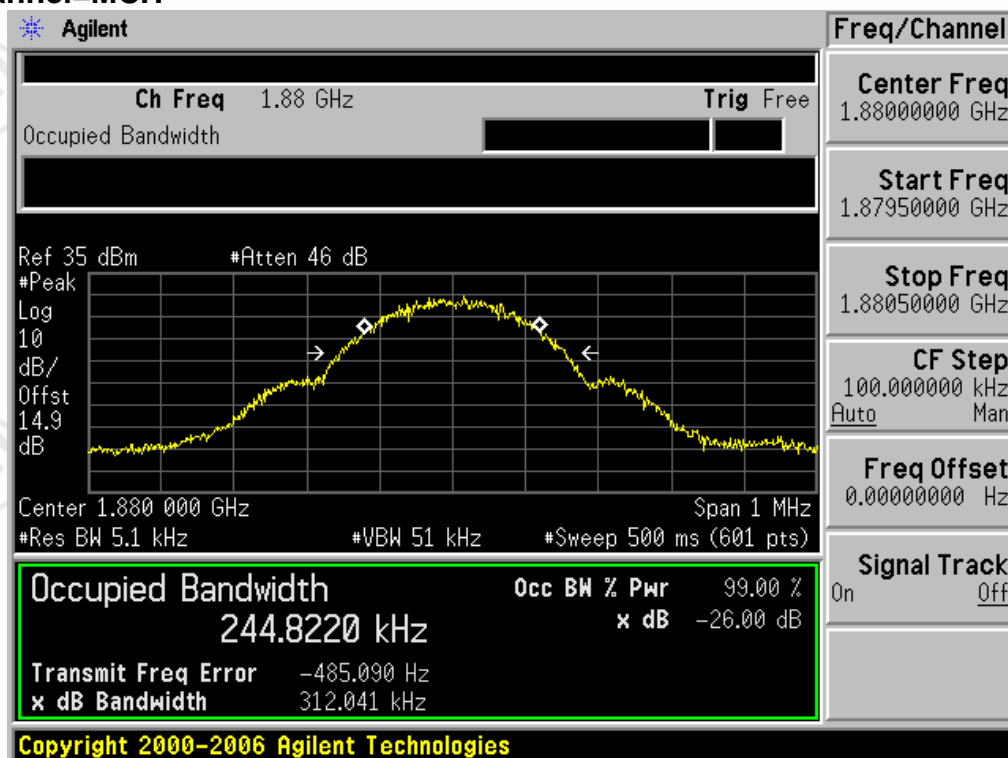 Agilent
Freq/Channel
Ch Freq 1.88 GHz Trig Free
Occupied Bandwidth
Center Freq
1.88000000 GHz
Start Freq
1.87950000 GHz
Stop Freq
1.88050000 GHz
CF Step
100.000000 kHz
Auto Man
Freq Offset
0.00000000 Hz
Signal Track
On Off
Ref 35 dBm #Atten 46 dB
#Peak
Log
10
dB/
Offst
14.9
dB
Center 1.880 000 GHz Span 1 MHz
#Res BW 5.1 kHz #VBW 51 kHz #Sweep 500 ms (601 pts)
Occupied Bandwidth Occ BW % Pwr 99.00 %
244.8220 kHz x dB -26.00 dB
Transmit Freq Error -485.090 Hz
x dB Bandwidth 312.041 kHz
Copyright 2000-2006 Agilent Technologies